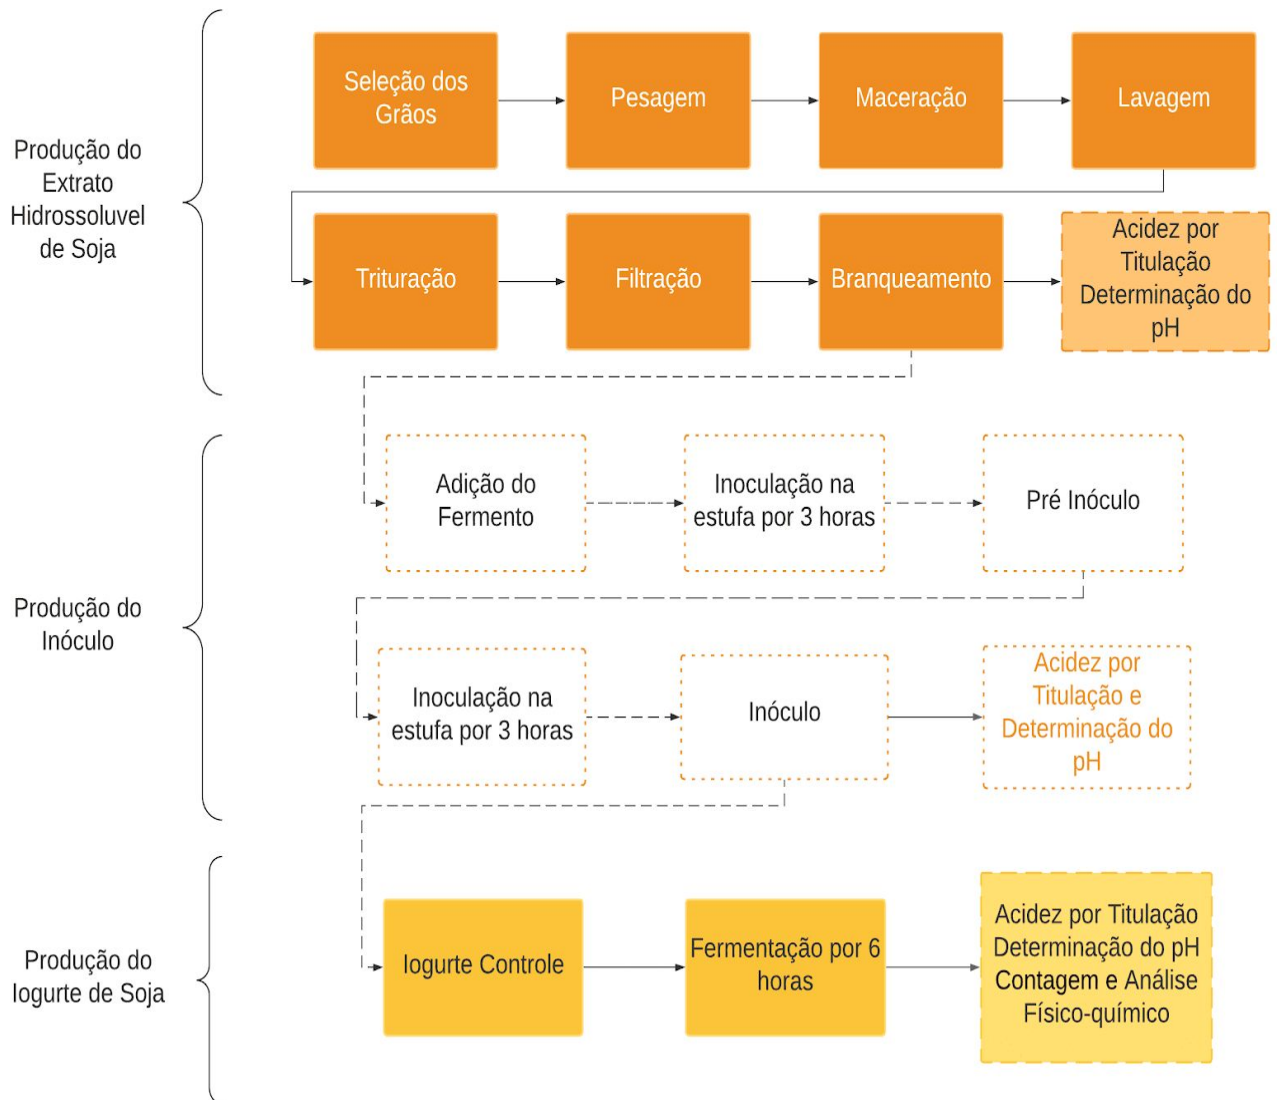 Produção do
Extrato
Hidrossoluvel
de Soja
Seleção dos
Grãos
Pesagem
Maceração
Lavagem
Trituração
Filtração
Branqueamento
Acidez por
Titulação
Determinação do
pH
Produção do
Inóculo
Adição do
Fermento
Inoculação na
estufa por 3 horas
Pré Inóculo
Inoculação na
estufa por 3 horas
Inóculo
Acidez por
Titulação e
Determinação do
pH
Produção do
Iogurte de Soja
Iogurte Controle
Fermentação por 6
horas
Acidez por Titulação
Determinação do pH
Contagem e Análise
Físico-químico